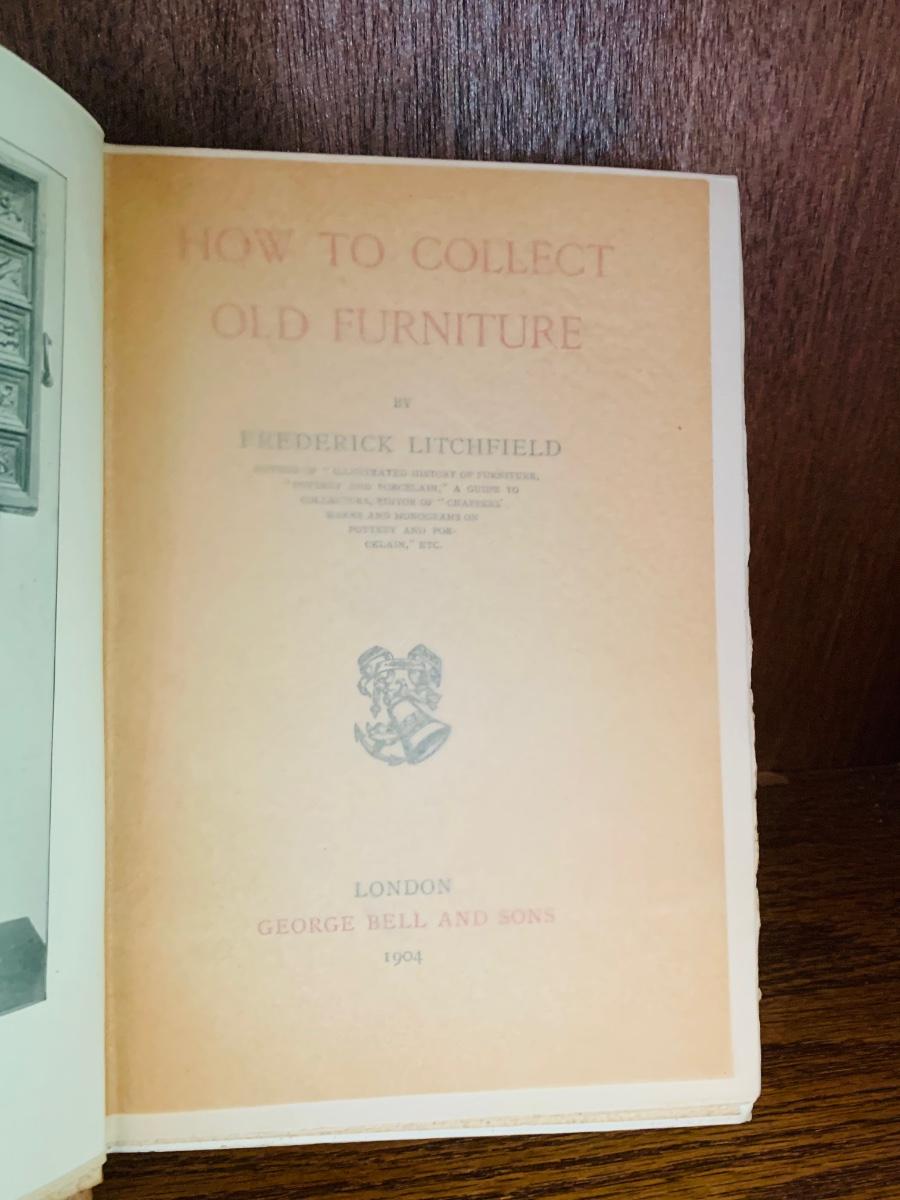 HOW TO COLLECT
OLD FURNITURE
BY
FREDERICK LITCHFIELD
AUTHOR OF "ILLUSTRATED HISTORY OF FURNITURE,
"POTTERY AND PORCELAIN," A GUIDE TO
COLLECTORS, EDITOR OF "CHAFFERS'
MARKS AND MONOGRAMS ON
POTTERY AND POR-
CELAIN," ETC.
LONDON
GEORGE BELL AND SONS
1904